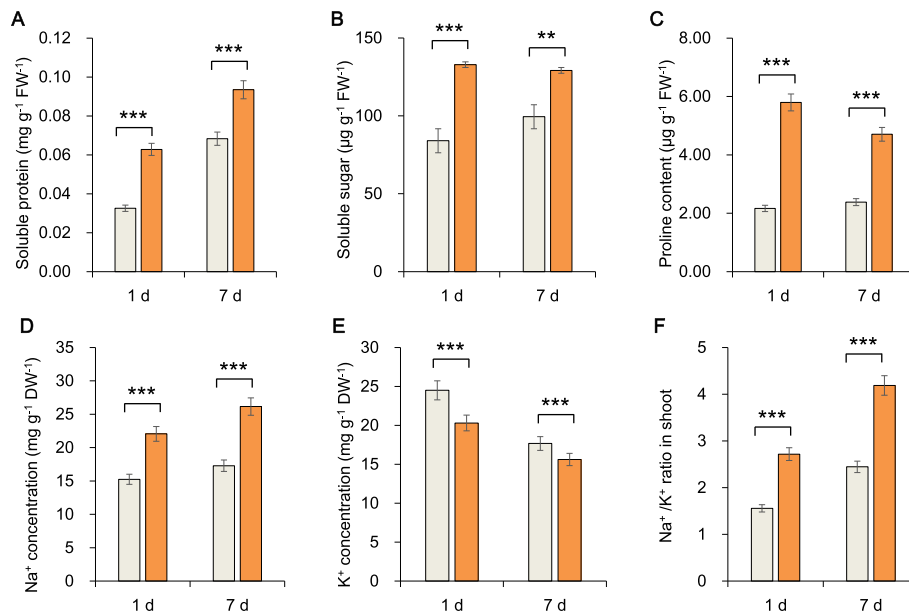 A
Soluble protein (mg g⁻¹ FW⁻¹)
0.12
0.10
0.08
0.06
0.04
0.02
0.00
***
***
1 d
7 d
B
Soluble sugar (µg g⁻¹ FW⁻¹)
150
100
50
0
***
**
1 d
7 d
C
Proline content (µg g⁻¹ FW⁻¹)
8.00
6.00
4.00
2.00
0.00
***
***
1 d
7 d
D
Na⁺ concentration (mg g⁻¹ DW⁻¹)
35
30
25
20
15
10
5
0
***
***
1 d
7 d
E
K⁺ concentration (mg g⁻¹ DW⁻¹)
30
25
20
15
10
5
0
***
***
1 d
7 d
F
Na⁺ /K⁺ ratio in shoot
5
4
3
2
1
0
***
***
1 d
7 d